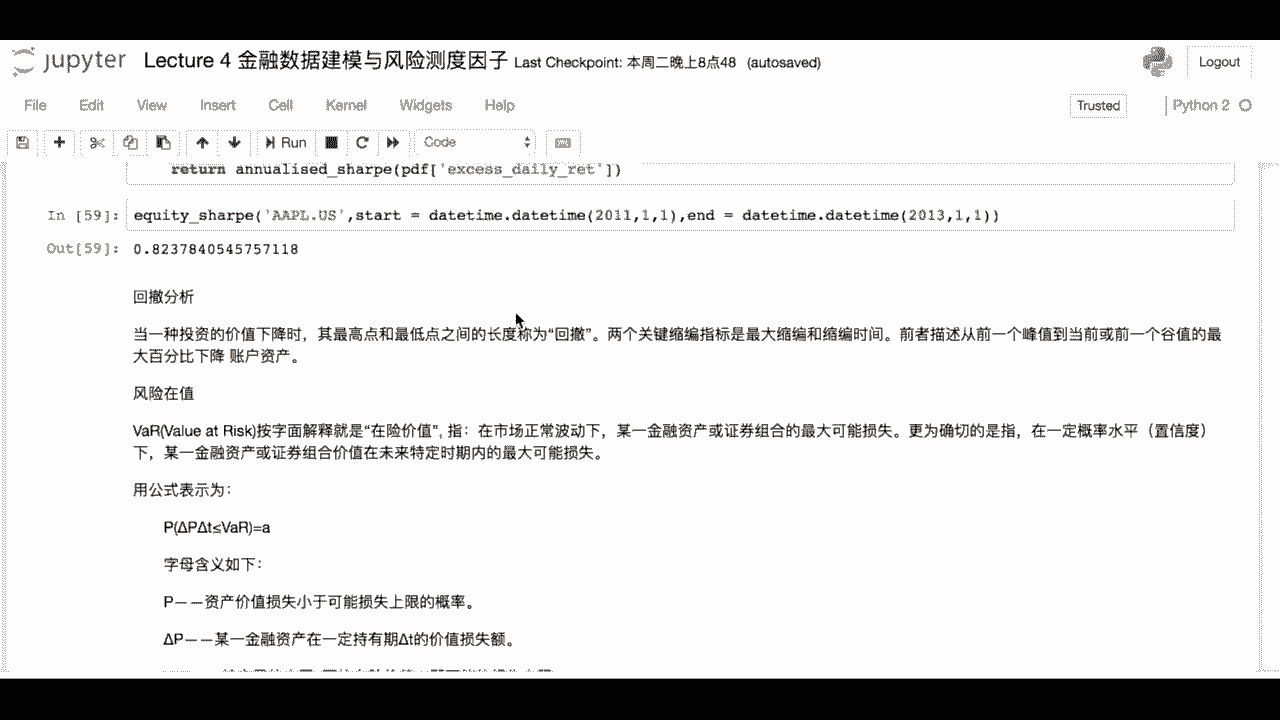 jupyter Lecture 4 金融数据建模与风险测度因子 Last Checkpoint: 本周二晚上8点48 (autosaved)
Logout
File Edit View Insert Cell Kernel Widgets Help
Trusted Python 2
Run Code
return annualised_sharpe(pdf['excess_daily_ret'])
In [59]: equity_sharpe('AAPL.US',start = datetime.datetime(2011,1,1),end = datetime.datetime(2013,1,1))
Out[59]: 0.8237840545757118
回撤分析
当一种投资的价值下降时，其最高点和最低点之间的长度称为“回撤”。两个关键缩编指标是最大缩编和缩编时间。前者描述从前一个峰值到当前或前一个谷值的最
大百分比下降 账户资产。
风险在值
VaR(Value at Risk)按字面解释就是“在险价值”, 指：在市场正常波动下，某一金融资产或证券组合的最大可能损失。更为确切的是指，在一定概率水平（置信度）
下，某一金融资产或证券组合价值在未来特定时期内的最大可能损失。
用公式表示为：
P(ΔPΔt≤VaR)=a
字母含义如下：
P——资产价值损失小于可能损失上限的概率。
ΔP——某一金融资产在一定持有期Δt的价值损失额。